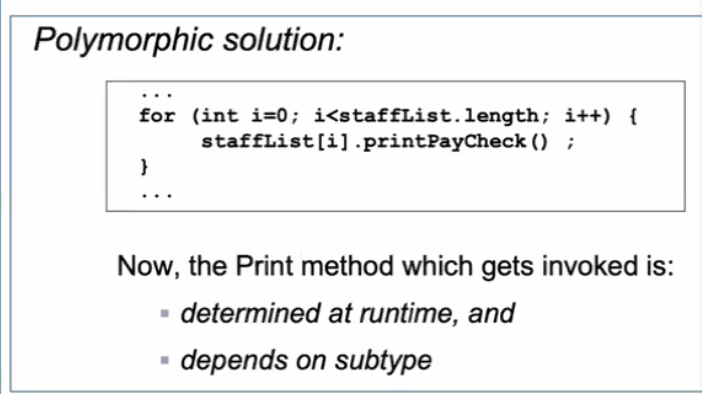 Polymorphic solution:
...
for (int i=0; i<staffList.length; i++) {
staffList[i].printPayCheck() ;
}
...
Now, the Print method which gets invoked is:
▪ determined at runtime, and
▪ depends on subtype